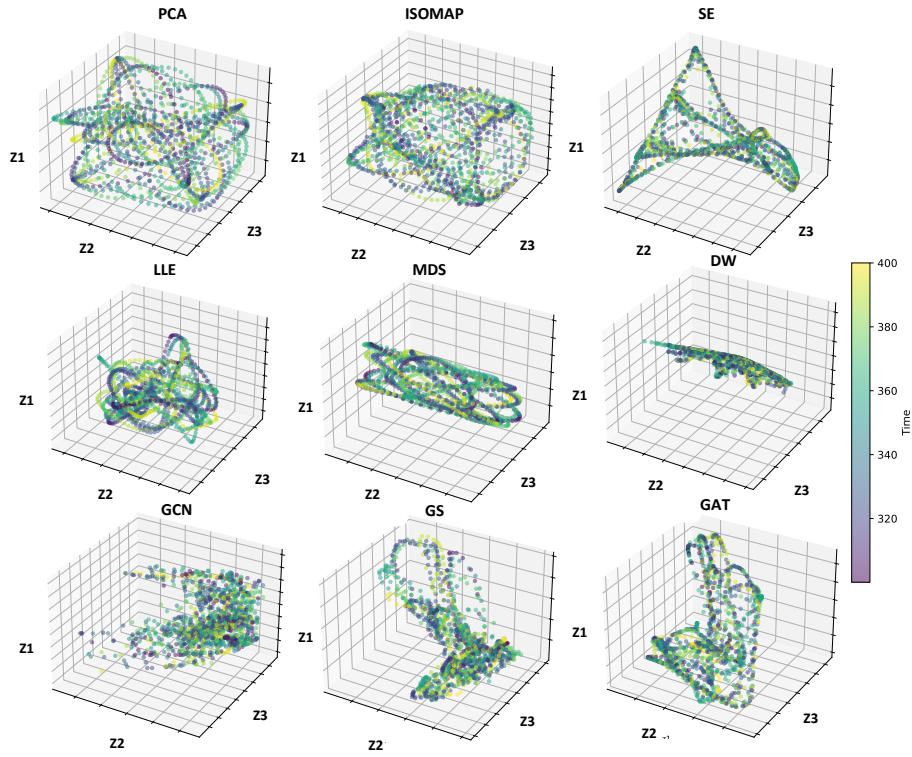 PCA
ISOMAP
SE
Z1
Z1
Z1
Z2
Z3
Z2
Z3
Z2
Z3
LLE
MDS
DW
400
380
360
340
320
Time
Z1
Z1
Z1
Z2
Z3
Z2
Z3
Z2
Z3
GCN
GS
GAT
Z1
Z1
Z1
Z2
Z3
Z2
Z3
Z2
Z3